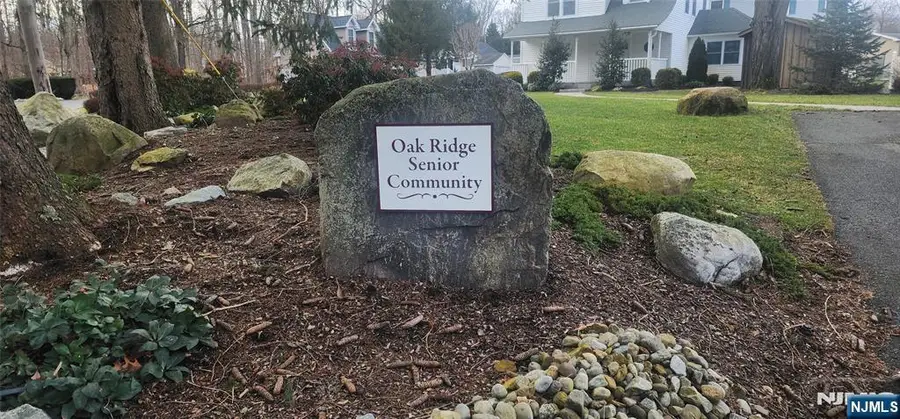 Oak Ridge
Senior
Community
NJMLS